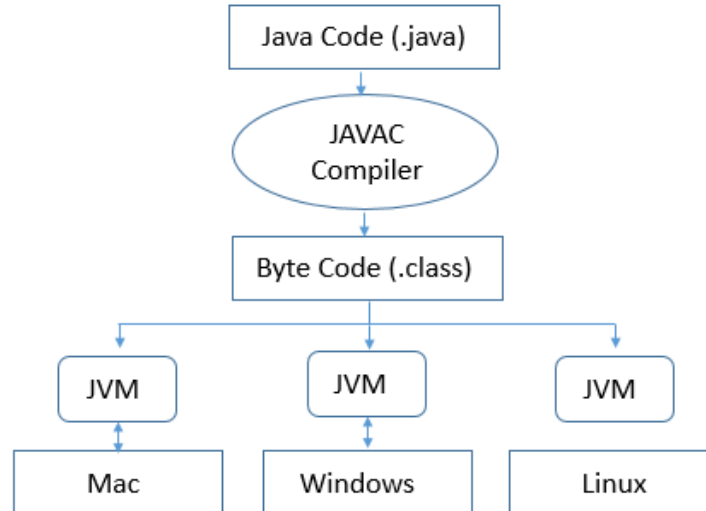 Java Code (.java)
JAVAC
Compiler
Byte Code (.class)
JVM
JVM
JVM
Mac
Windows
Linux